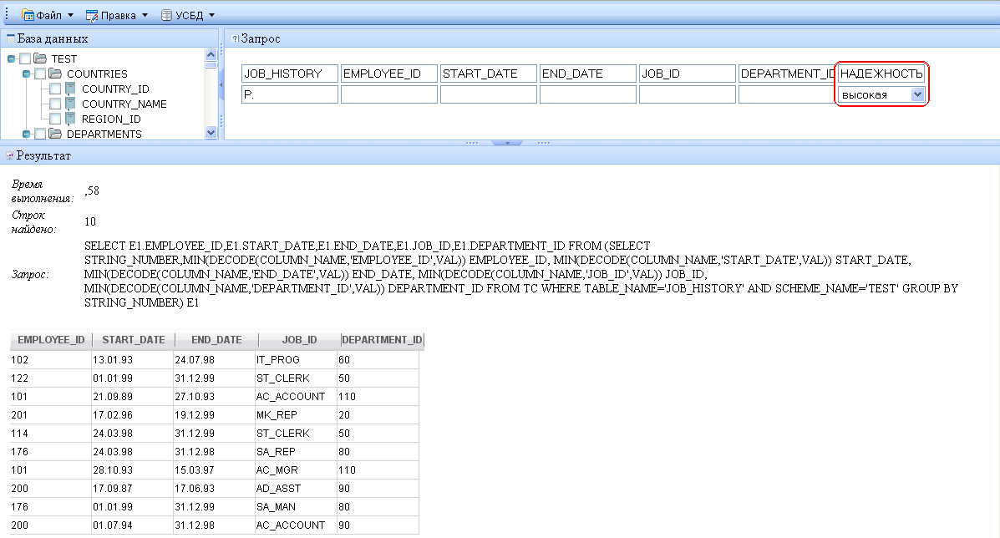 Файл Правка УСБД
База данных
Запрос
TEST
COUNTRIES
COUNTRY_ID
COUNTRY_NAME
REGION_ID
DEPARTMENTS
JOB_HISTORY EMPLOYEE_ID START_DATE END_DATE JOB_ID DEPARTMENT_ID НАДЕЖНОСТЬ
P. высокая
Результат
Время
выполнения:
,58
Строк
найдено:
10
Запрос:
SELECT E1.EMPLOYEE_ID,E1.START_DATE,E1.END_DATE,E1.JOB_ID,E1.DEPARTMENT_ID FROM (SELECT
STRING_NUMBER,MIN(DECODE(COLUMN_NAME,'EMPLOYEE_ID',VAL)) EMPLOYEE_ID, MIN(DECODE(COLUMN_NAME,'START_DATE',VAL)) START_DATE,
MIN(DECODE(COLUMN_NAME,'END_DATE',VAL)) END_DATE, MIN(DECODE(COLUMN_NAME,'JOB_ID',VAL)) JOB_ID,
MIN(DECODE(COLUMN_NAME,'DEPARTMENT_ID',VAL)) DEPARTMENT_ID FROM TC WHERE TABLE_NAME='JOB_HISTORY' AND SCHEME_NAME='TEST' GROUP BY
STRING_NUMBER) E1
EMPLOYEE_ID START_DATE END_DATE JOB_ID DEPARTMENT_ID
102 13.01.93 24.07.98 IT_PROG 60
122 01.01.99 31.12.99 ST_CLERK 50
101 21.09.89 27.10.93 AC_ACCOUNT 110
201 17.02.96 19.12.99 MK_REP 20
114 24.03.98 31.12.99 ST_CLERK 50
176 24.03.98 31.12.98 SA_REP 80
101 28.10.93 15.03.97 AC_MGR 110
200 17.09.87 17.06.93 AD_ASST 90
176 01.01.99 31.12.99 SA_MAN 80
200 01.07.94 31.12.98 AC_ACCOUNT 90